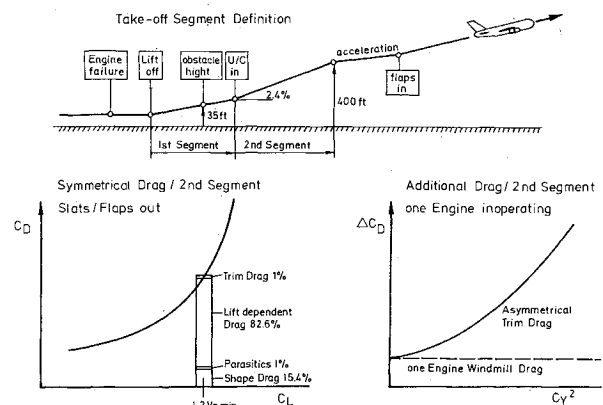 Take-off Segment Definition
Engine
failure
Lift
off
obstacle
hight
U/C
in
acceleration
flaps
in
2.4%
35ft
400ft
1st Segment
2nd Segment
Symmetrical Drag / 2nd Segment
Slats / Flaps out
CD
Trim Drag 1%
Lift dependent
Drag 82.6%
Parasitics 1%
Shape Drag 15.4%
CL
Additional Drag / 2nd Segment
one Engine inoperating
ΔCD
Asymmetrical
Trim Drag
one Engine Windmill Drag
CY²